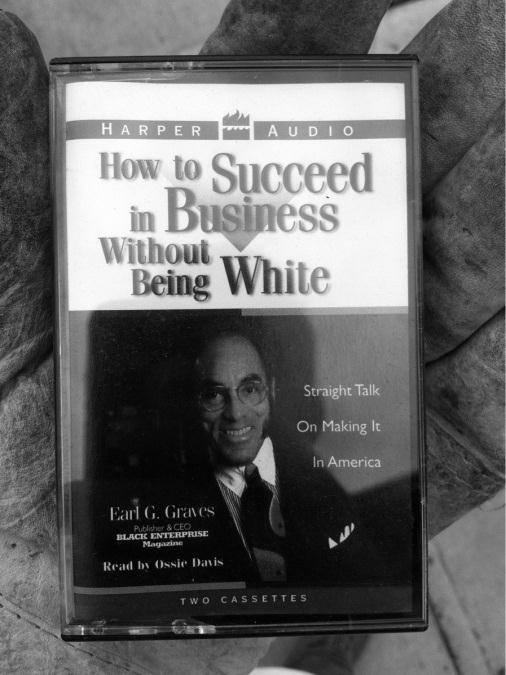 HARPER AUDIO
How to Succeed
in Business
Without
Being White
Straight Talk
On Making It
In America
Earl G. Graves
Publisher & CEO
BLACK ENTERPRISE
Magazine
Read by Ossie Davis
TWO CASSETTES